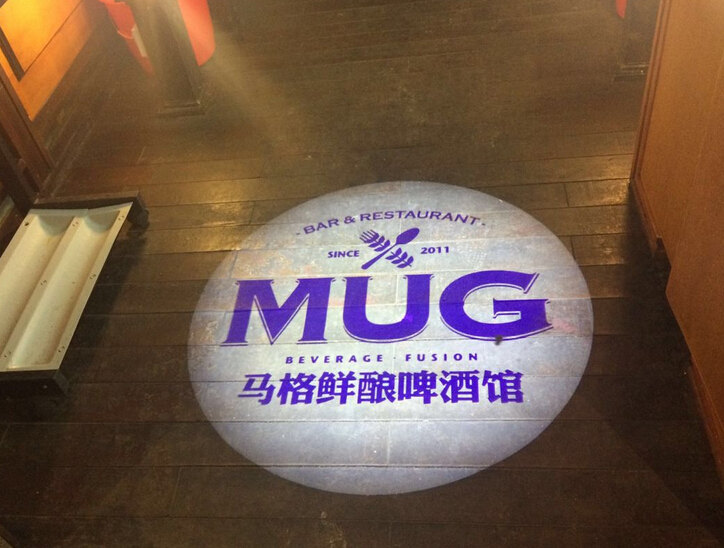 · BAR & RESTAURANT ·
SINCE 2011
MUG
BEVERAGE · FUSION
马格鲜酿啤酒馆